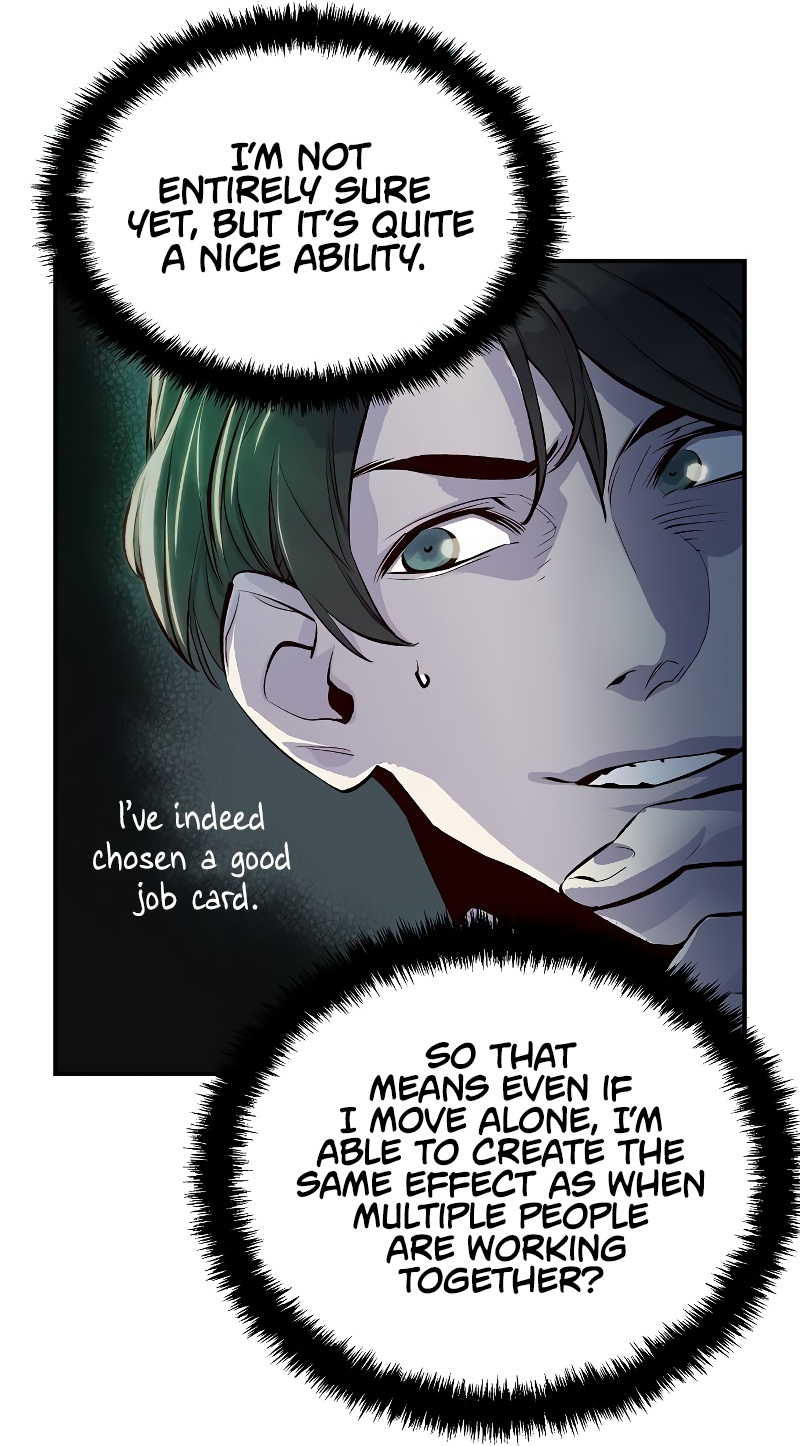 I'M NOT
ENTIRELY SURE
YET, BUT IT'S QUITE
A NICE ABILITY.
I've indeed
chosen a good
job card.
SO THAT
MEANS EVEN IF
I MOVE ALONE, I'M
ABLE TO CREATE THE
SAME EFFECT AS WHEN
MULTIPLE PEOPLE
ARE WORKING
TOGETHER?